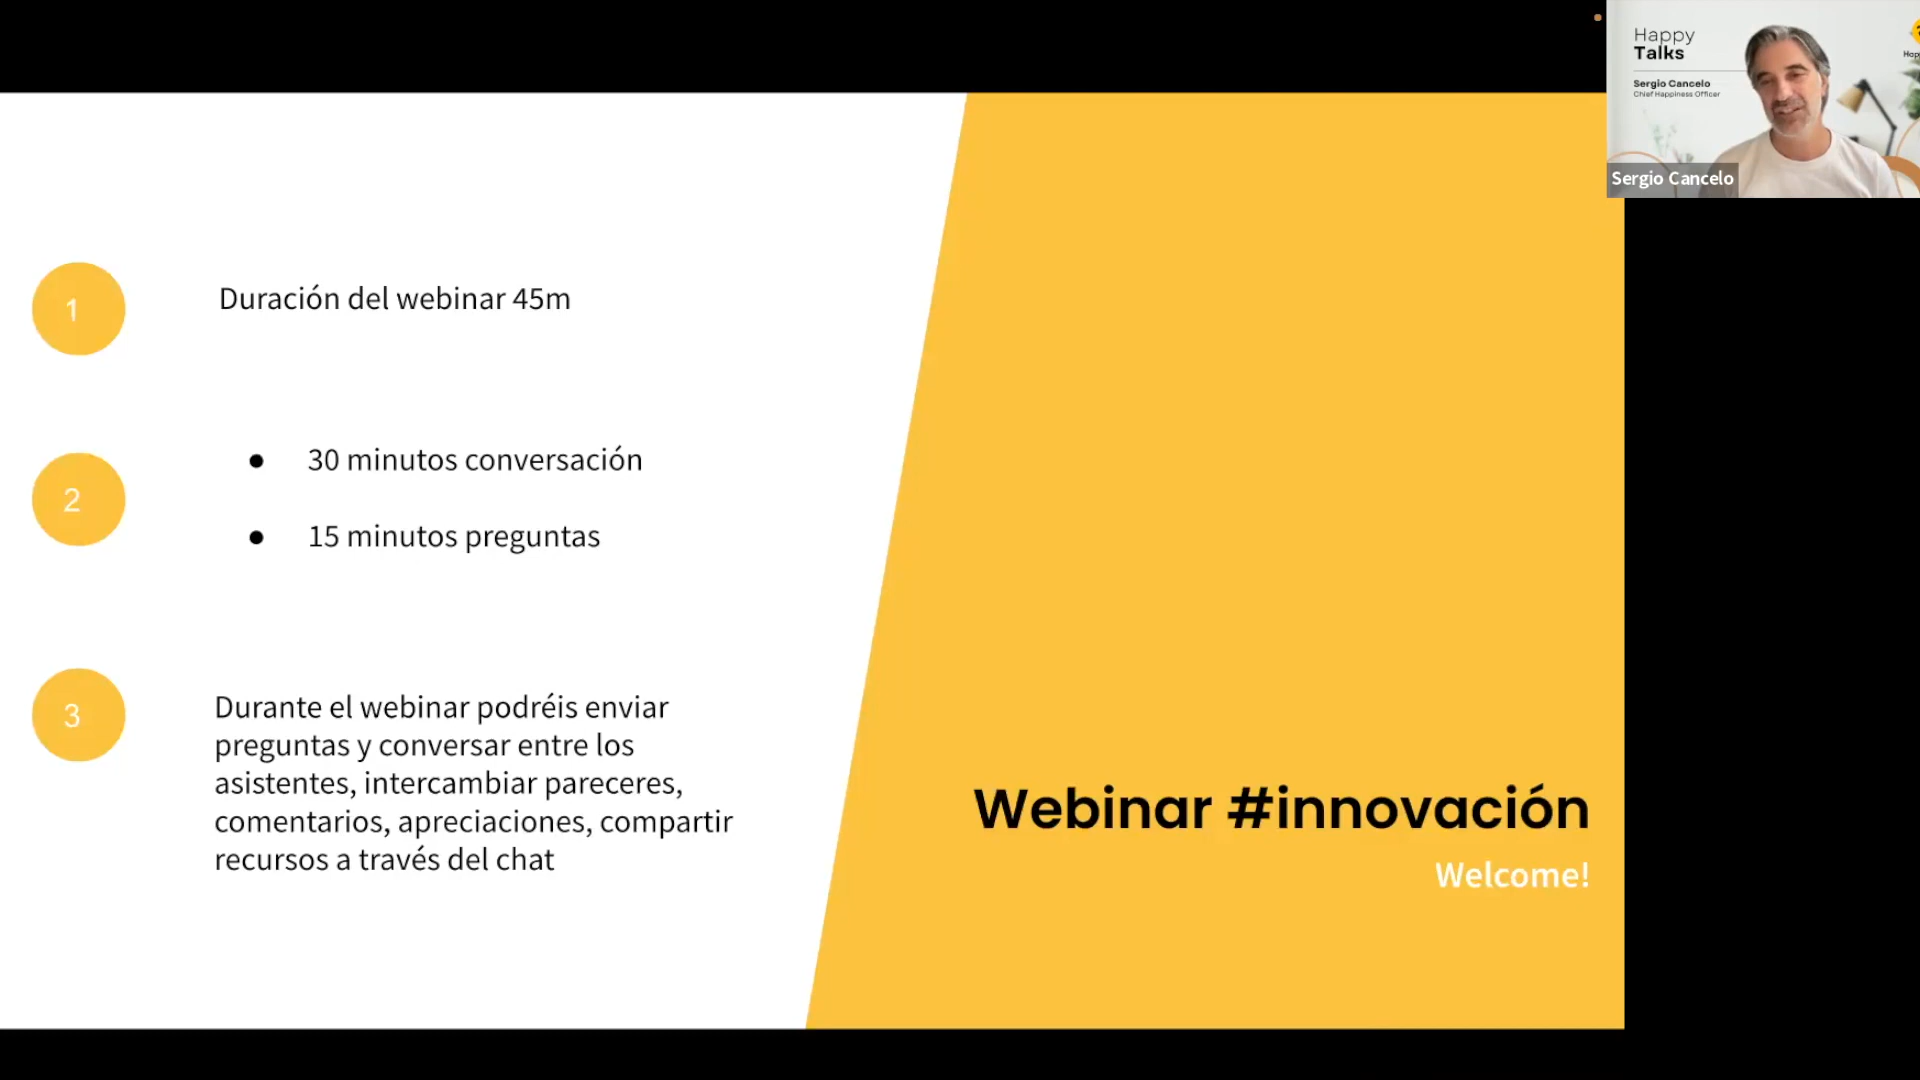 Happy
Talks
Sergio Cancelo
Chief Happiness Officer
Sergio Cancelo
1
Duración del webinar 45m
2
● 30 minutos conversación
● 15 minutos preguntas
3
Durante el webinar podréis enviar
preguntas y conversar entre los
asistentes, intercambiar pareceres,
comentarios, apreciaciones, compartir
recursos a través del chat
Webinar #innovación
Welcome!